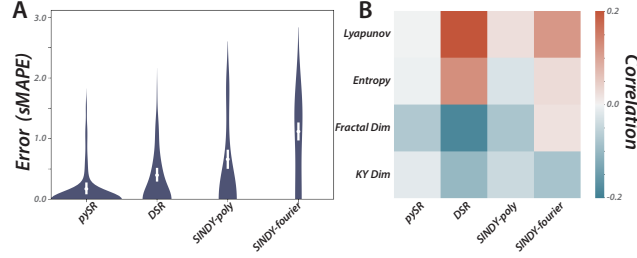 A
Error (sMAPE)
3.0
2.0
1.0
0.0
pySR
DSR
SINDY-poly
SINDY-fourier
B
Lyapunov
Entropy
Fractal Dim
KY Dim
pySR
DSR
SINDY-poly
SINDY-fourier
0.2
0.0
-0.2
Correlation